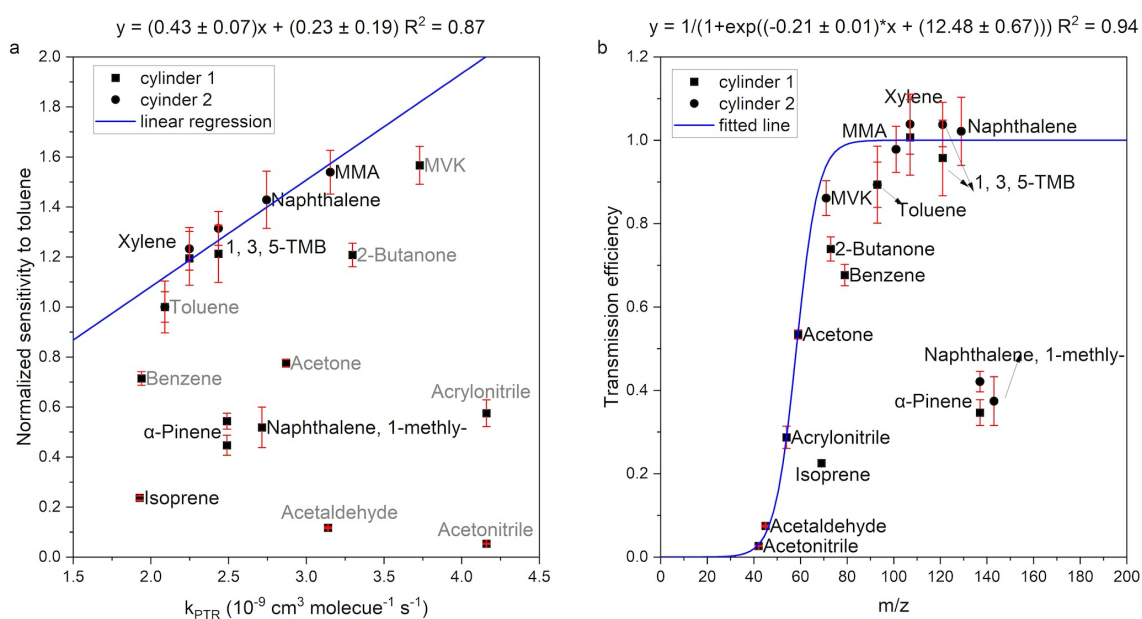 y = (0.43 ± 0.07)x + (0.23 ± 0.19) R² = 0.87
a
cylinder 1
cyinder 2
linear regression
MVK
MMA
Naphthalene
Xylene
1, 3, 5-TMB
2-Butanone
Toluene
Benzene
Acetone
Acrylonitrile
α-Pinene
Naphthalene, 1-methly-
Isoprene
Acetaldehyde
Acetonitrile
Normalized sensitivity to toluene
2.0
1.8
1.6
1.4
1.2
1.0
0.8
0.6
0.4
0.2
0.0
1.5 2.0 2.5 3.0 3.5 4.0 4.5
k_PTR (10⁻⁹ cm³ molecue⁻¹ s⁻¹)
y = 1/(1+exp((-0.21 ± 0.01)*x + (12.48 ± 0.67))) R² = 0.94
b
cylinder 1
cylinder 2
fitted line
Xylene
MMA
Naphthalene
MVK
Toluene
1, 3, 5-TMB
2-Butanone
Benzene
Acetone
Naphthalene, 1-methly-
α-Pinene
Acrylonitrile
Isoprene
Acetaldehyde
Acetonitrile
Transmission efficiency
1.2
1.0
0.8
0.6
0.4
0.2
0.0
0 20 40 60 80 100 120 140 160 180 200
m/z